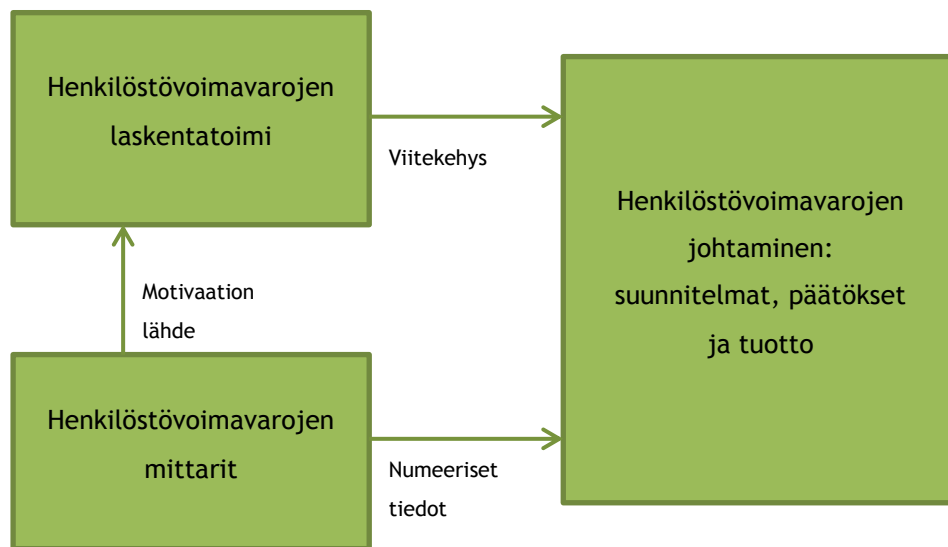 Henkilöstövoimavarojen
laskentatoimi
Viitekehys
Henkilöstövoimavarojen
johtaminen:
suunnitelmat, päätökset
ja tuotto
Motivaation
lähde
Henkilöstövoimavarojen
mittarit
Numeeriset
tiedot